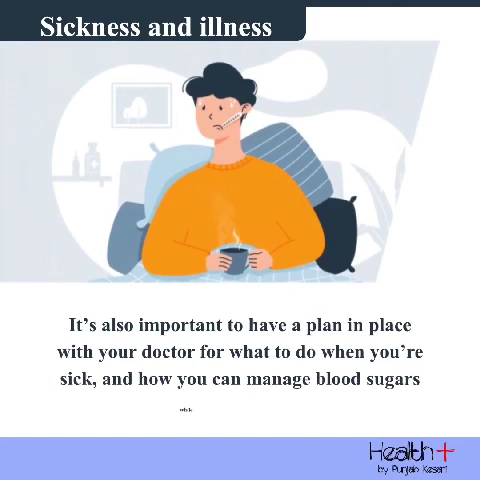 Sickness and illness
It's also important to have a plan in place
with your doctor for what to do when you're
sick, and how you can manage blood sugars
while
Health+
by Punjab Kesari